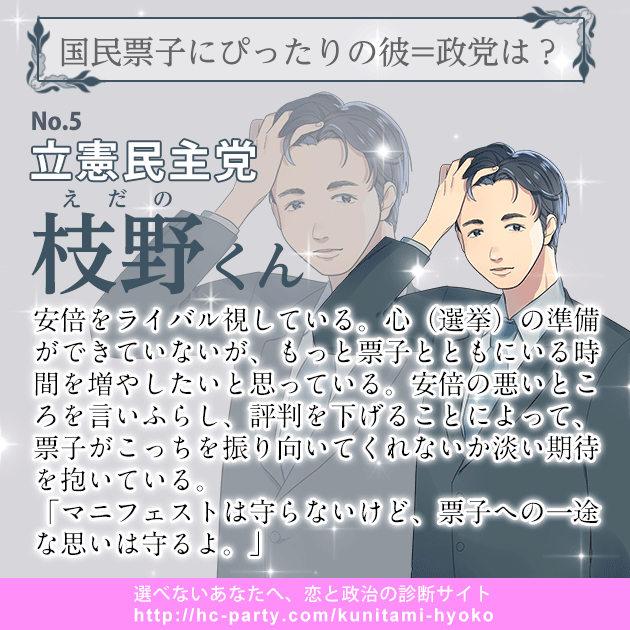 国民票子にぴったりの彼=政党は？
No.5
立憲民主党
えだの
枝野くん
安倍をライバル視している。心（選挙）の準備
ができていないが、もっと票子とともにいる時
間を増やしたいと思っている。安倍の悪いとこ
ろを言いふらし、評判を下げることによって、
票子がこっちを振り向いてくれないか淡い期待
を抱いている。
「マニフェストは守らないけど、票子への一途
な思いは守るよ。」
選べないあなたへ、恋と政治の診断サイト
http://hc-party.com/kunitami-hyoko